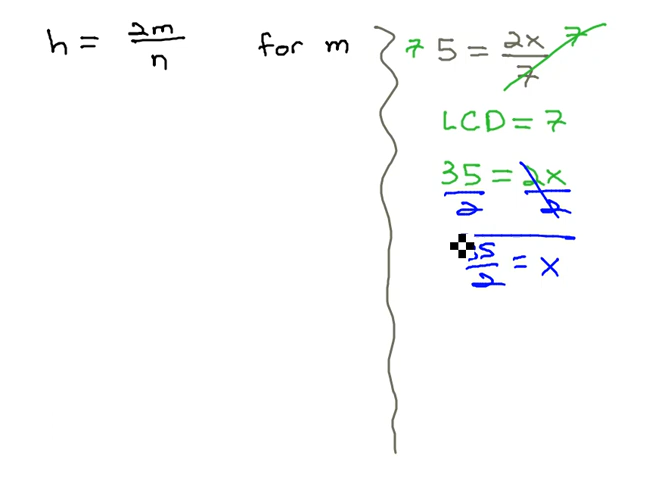 h = 2m/n for m
7 5 = 2x/7 7
LCD = 7
35/2 = 2x/2
35/2 = x